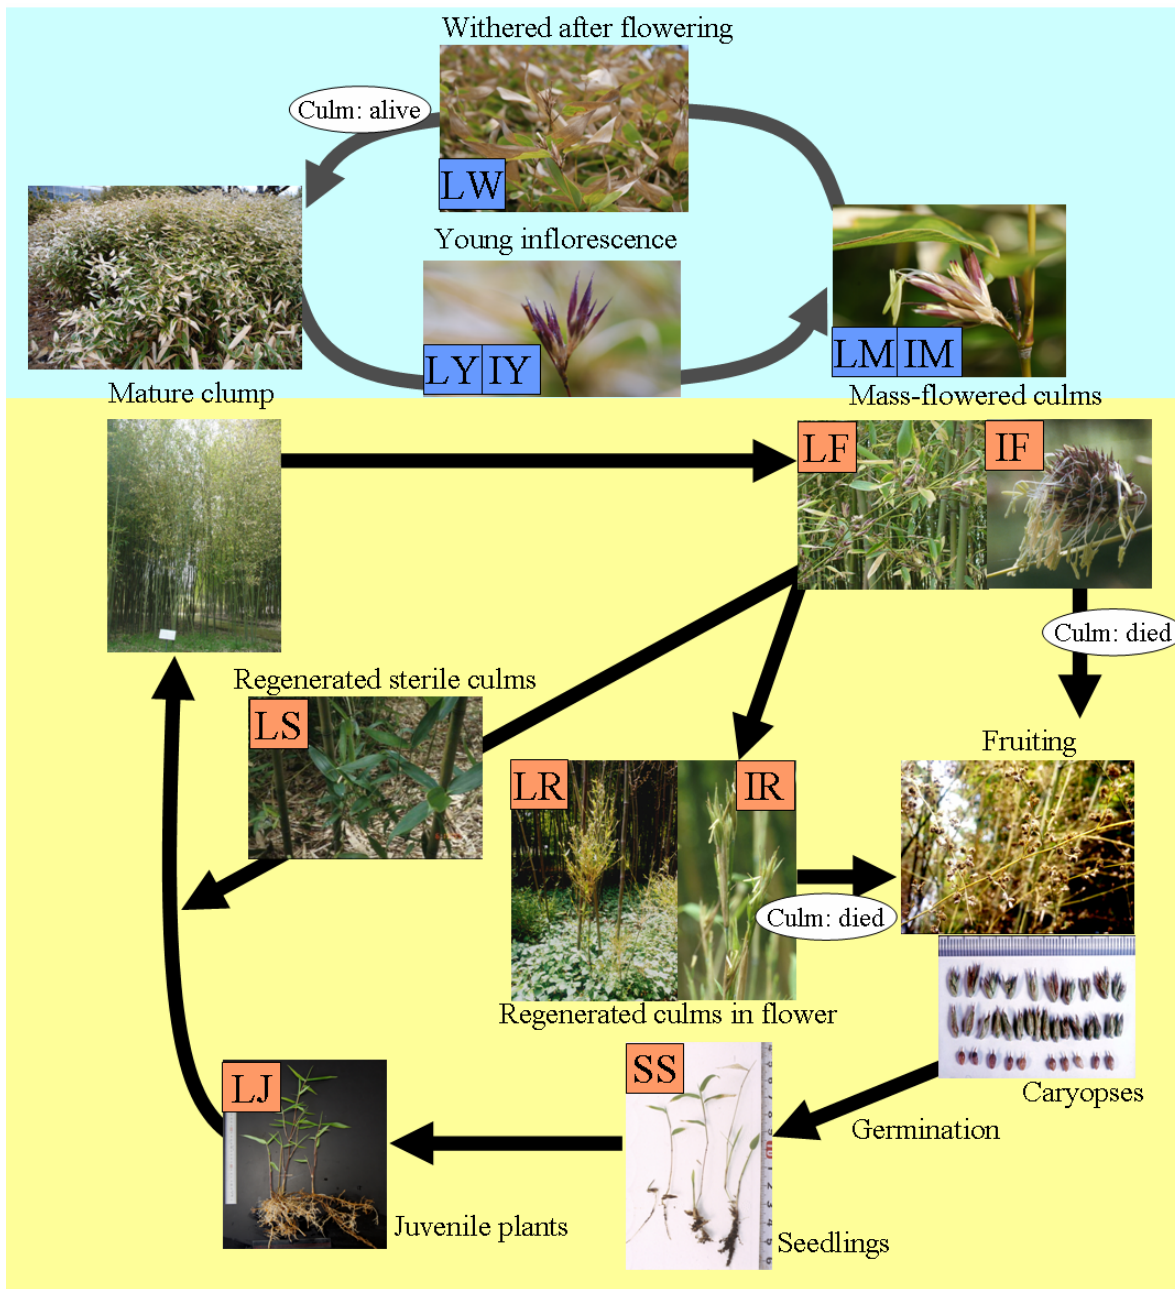 Withered after flowering
Culm: alive
LW
Young inflorescence
LY IY
LM IM
Mature clump
Mass-flowered culms
LF
IF
Culm: died
Regenerated sterile culms
LS
Fruiting
LR
IR
Culm: died
Regenerated culms in flower
Caryopses
SS
LJ
Germination
Juvenile plants
Seedlings